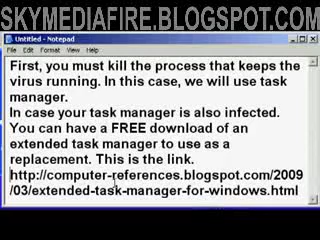 SKYMEDIAFIRE.BLOGSPOT.COM
Untitled - Notepad
File Edit Format View Help
First, you must kill the process that keeps the
virus running. In this case, we will use task
manager.
In case your task manager is also infected.
You can have a FREE download of an
extended task manager to use as a
replacement. This is the link.
http://computer-references.blogspot.com/2009
/03/extended-task-manager-for-windows.html